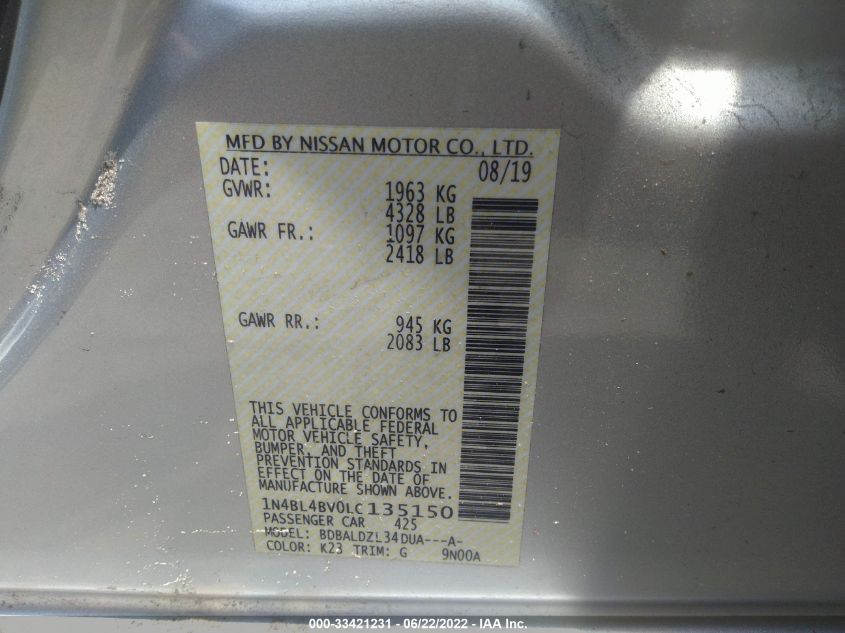 MFD BY NISSAN MOTOR CO., LTD.
DATE: 08/19
GVWR: 1963 KG
4328 LB
GAWR FR.: 1097 KG
2418 LB
GAWR RR.: 945 KG
2083 LB
THIS VEHICLE CONFORMS TO
ALL APPLICABLE FEDERAL
MOTOR VEHICLE SAFETY,
BUMPER, AND THEFT
PREVENTION STANDARDS IN
EFFECT ON THE DATE OF
MANUFACTURE SHOWN ABOVE.
1N4BL4BV0LC135150
PASSENGER CAR 425
MODEL: BDBALDZL34DUA---A-
COLOR: K23 TRIM: G 9N00A
000-33421231 - 06/22/2022 - IAA Inc.